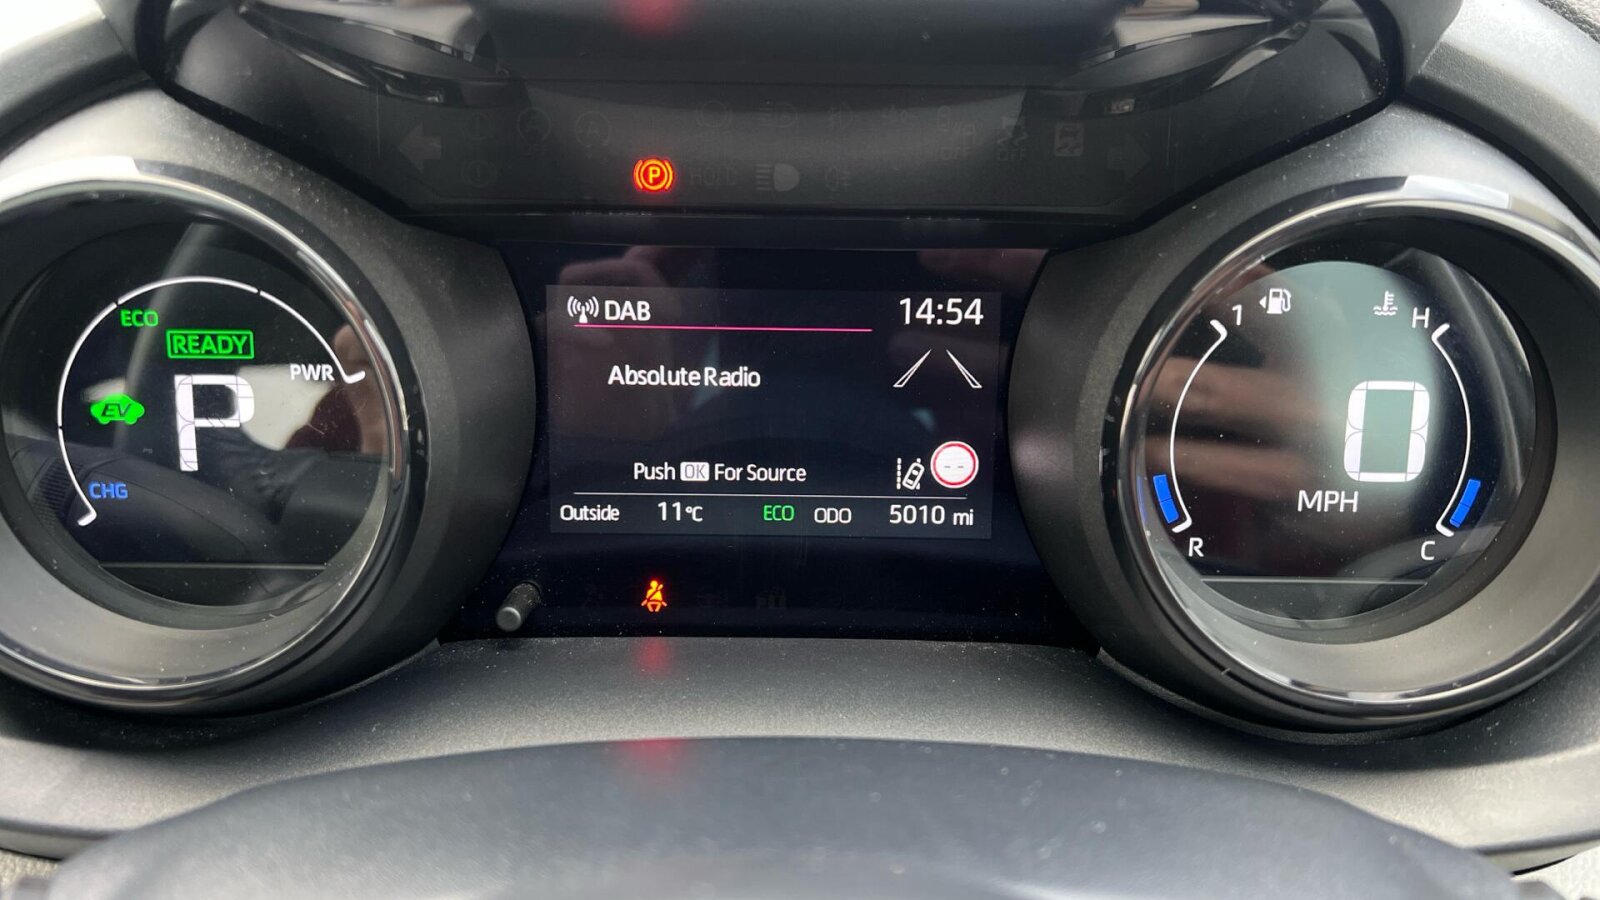 P
HOLD
ECO
READY
PWR
EV
P
CHG
DAB
14:54
Absolute Radio
Push OK For Source
--
Outside 11°C ECO ODO 5010 mi
1
H
0
MPH
R
C